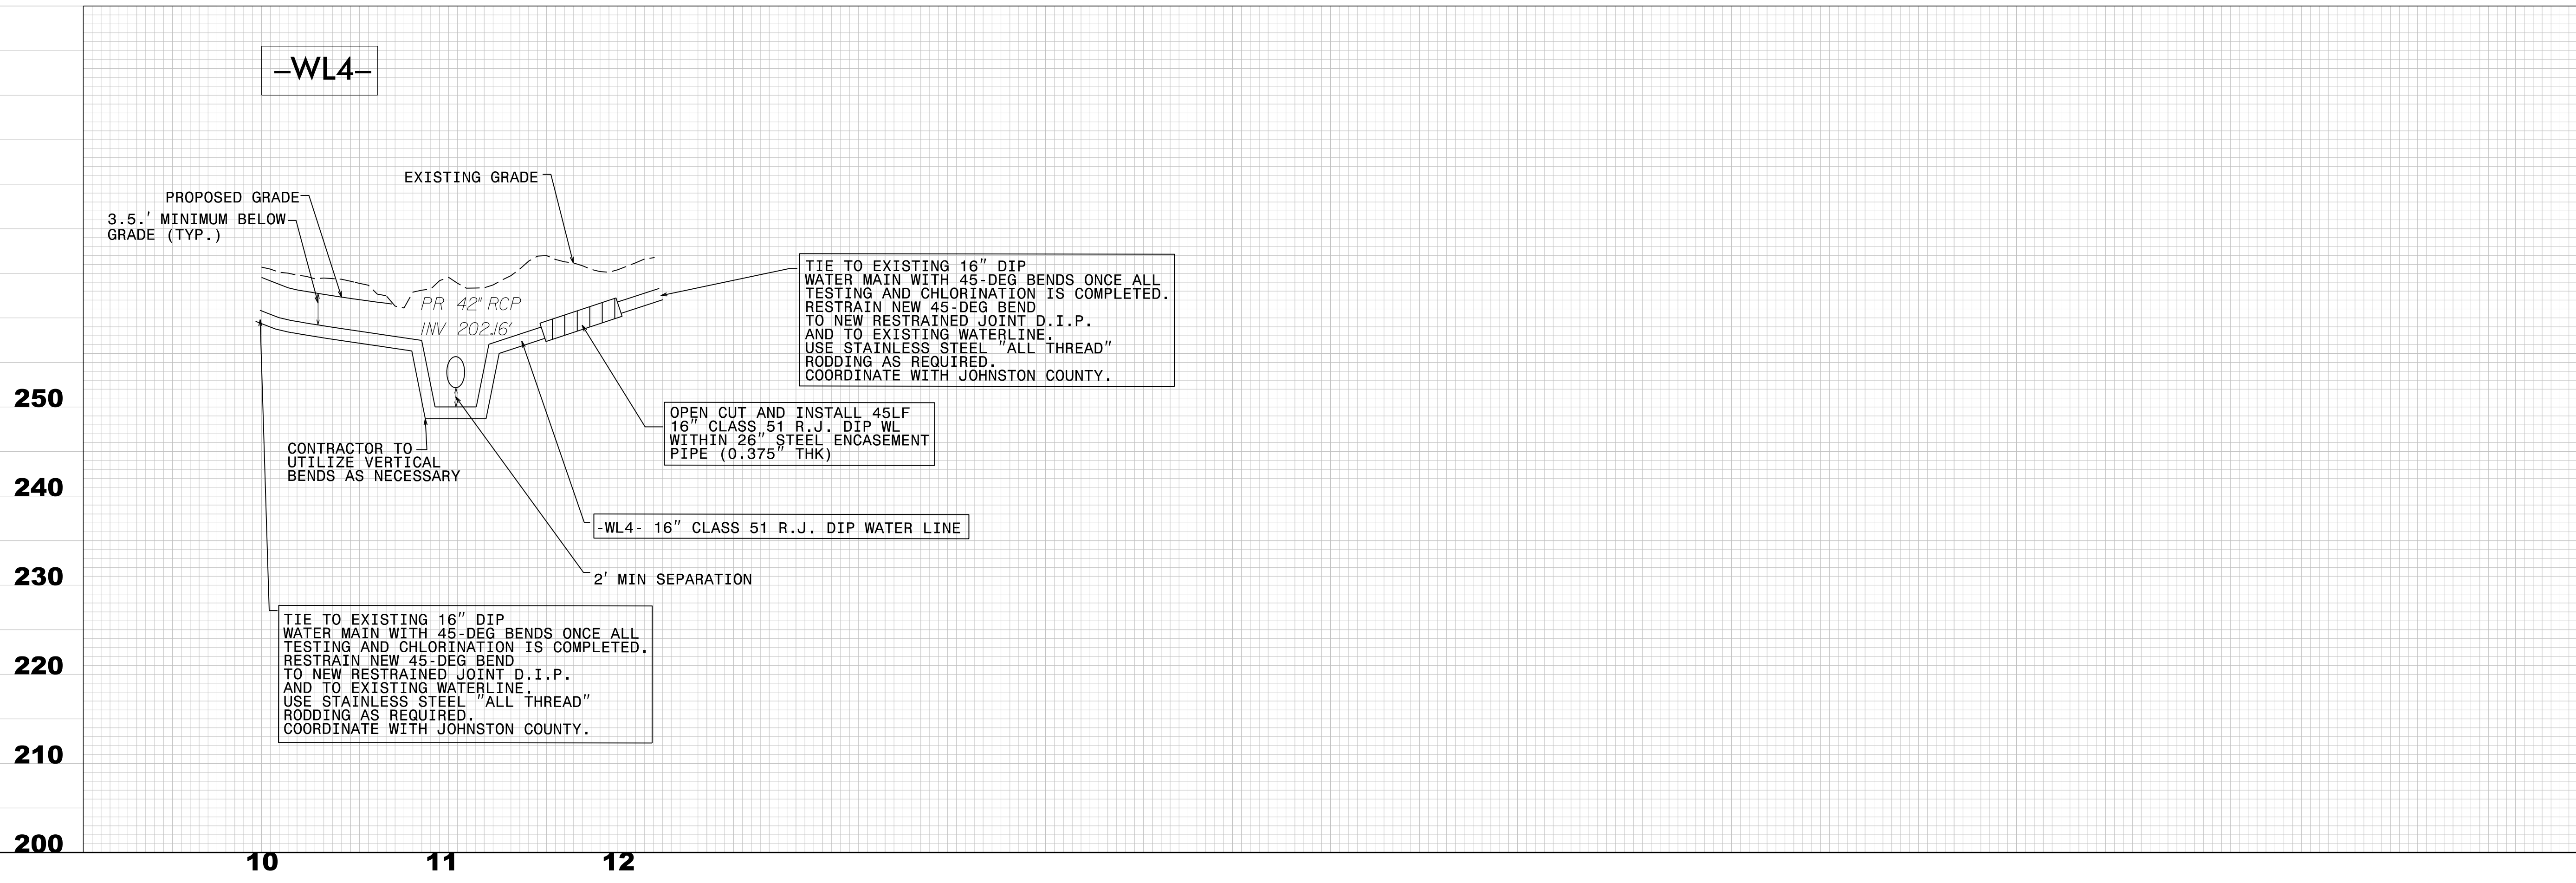 -WL4-
EXISTING GRADE
PROPOSED GRADE
3.5.' MINIMUM BELOW
GRADE (TYP.)
PR 42" RCP
INV 202.16'
TIE TO EXISTING 16" DIP
WATER MAIN WITH 45-DEG BENDS ONCE ALL
TESTING AND CHLORINATION IS COMPLETED.
RESTRAIN NEW 45-DEG BEND
TO NEW RESTRAINED JOINT D.I.P.
AND TO EXISTING WATERLINE.
USE STAINLESS STEEL "ALL THREAD"
RODDING AS REQUIRED.
COORDINATE WITH JOHNSTON COUNTY.
OPEN CUT AND INSTALL 45LF
16" CLASS 51 R.J. DIP WL
WITHIN 26" STEEL ENCASEMENT
PIPE (0.375" THK)
CONTRACTOR TO
UTILIZE VERTICAL
BENDS AS NECESSARY
-WL4- 16" CLASS 51 R.J. DIP WATER LINE
2' MIN SEPARATION
TIE TO EXISTING 16" DIP
WATER MAIN WITH 45-DEG BENDS ONCE ALL
TESTING AND CHLORINATION IS COMPLETED.
RESTRAIN NEW 45-DEG BEND
TO NEW RESTRAINED JOINT D.I.P.
AND TO EXISTING WATERLINE.
USE STAINLESS STEEL "ALL THREAD"
RODDING AS REQUIRED.
COORDINATE WITH JOHNSTON COUNTY.
250
240
230
220
210
200
10 11 12